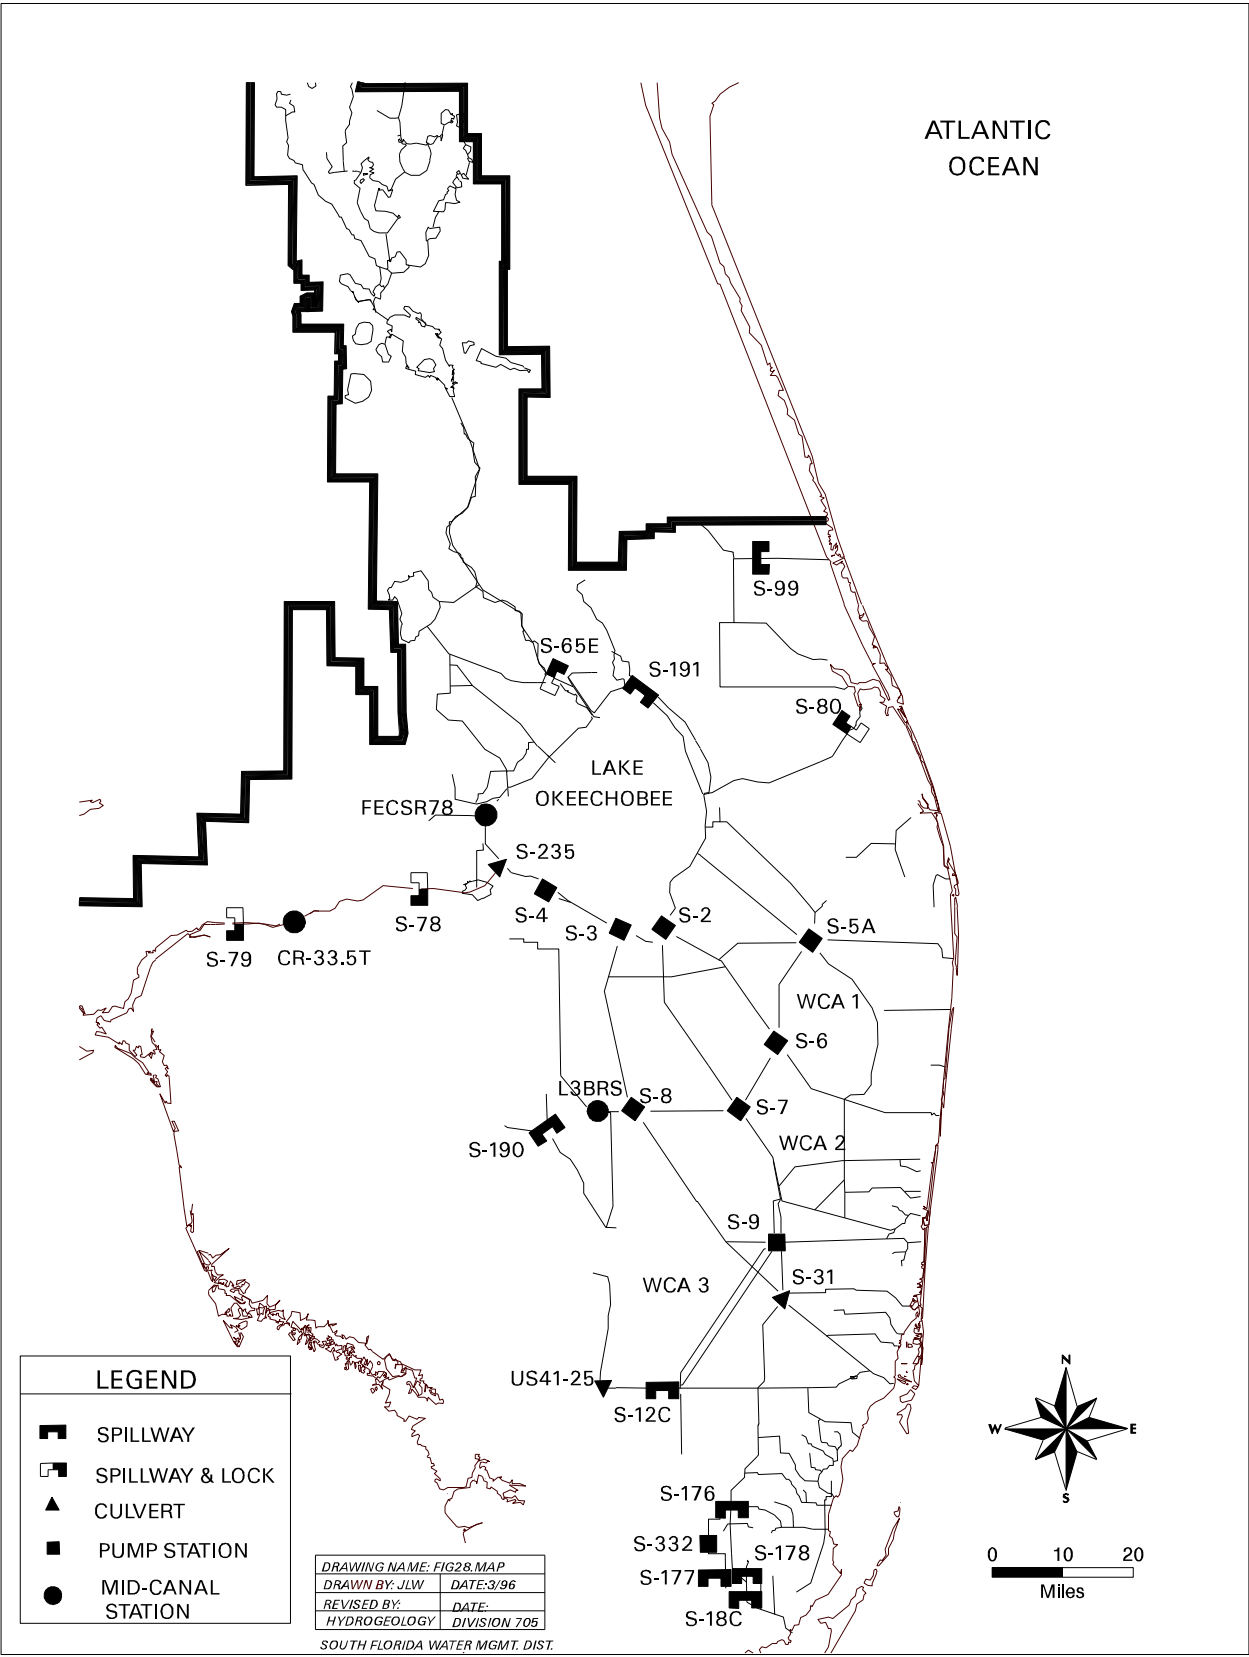 ATLANTIC
OCEAN
S-99
S-65E
S-191
S-80
LAKE
OKEECHOBEE
FECSR78
S-235
S-4
S-78
S-79
CR-33.5T
S-3
S-2
S-5A
WCA 1
S-6
L3BRS
S-8
S-7
S-190
WCA 2
S-9
S-31
WCA 3
US41-25
S-12C
S-176
S-332
S-178
S-177
S-18C
LEGEND
SPILLWAY
SPILLWAY & LOCK
CULVERT
PUMP STATION
MID-CANAL
STATION
DRAWING NAME: FIG28.MAP
DRAWN BY: JLW DATE:3/96
REVISED BY: DATE:
HYDROGEOLOGY DIVISION 705
SOUTH FLORIDA WATER MGMT. DIST.
N
W E
S
0 10 20
Miles